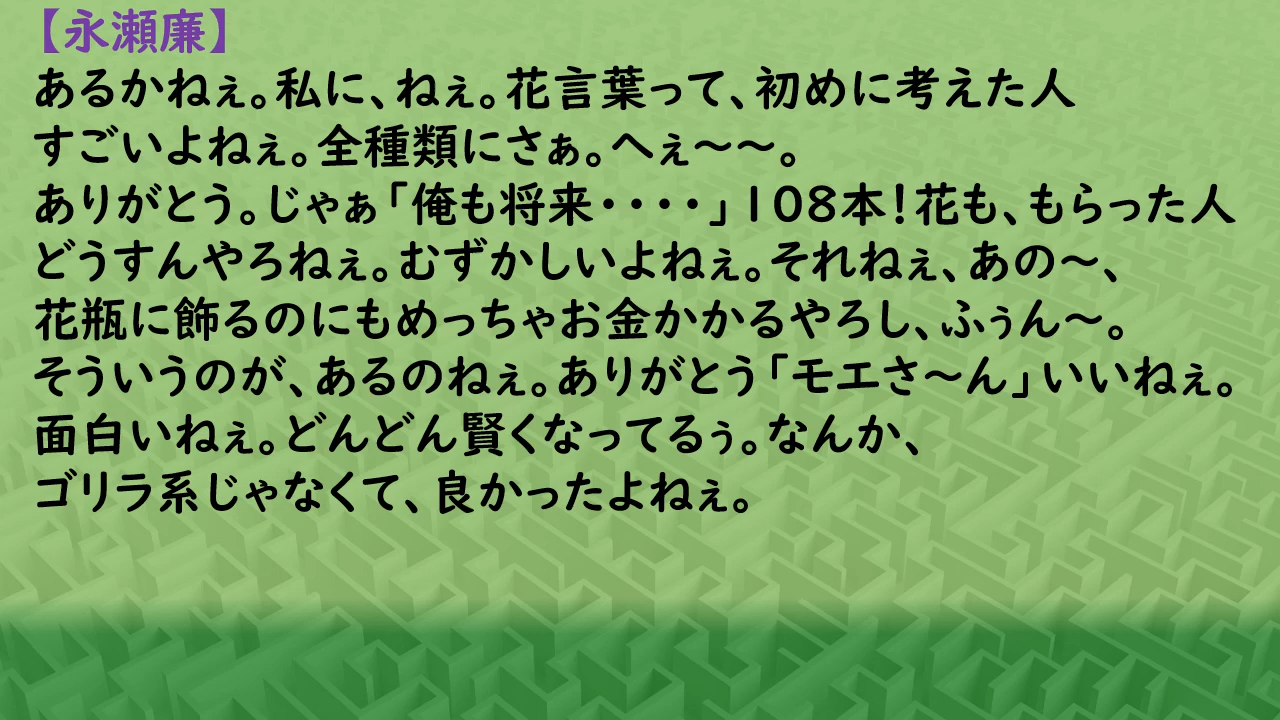 【永瀬廉】
あるかねぇ。私に、ねぇ。花言葉って、初めに考えた人
すごいよねぇ。全種類にさぁ。へぇ～～。
ありがとう。じゃぁ「俺も将来・・・・」108本！花も、もらった人
どうすんやろねぇ。むずかしいよねぇ。それねぇ、あの～、
花瓶に飾るのにもめっちゃお金かかるやろし、ふぅん～。
そういうのが、あるのねぇ。ありがとう「モエさ～ん」いいねぇ。
面白いねぇ。どんどん賢くなってるぅ。なんか、
ゴリラ系じゃなくて、良かったよねぇ。